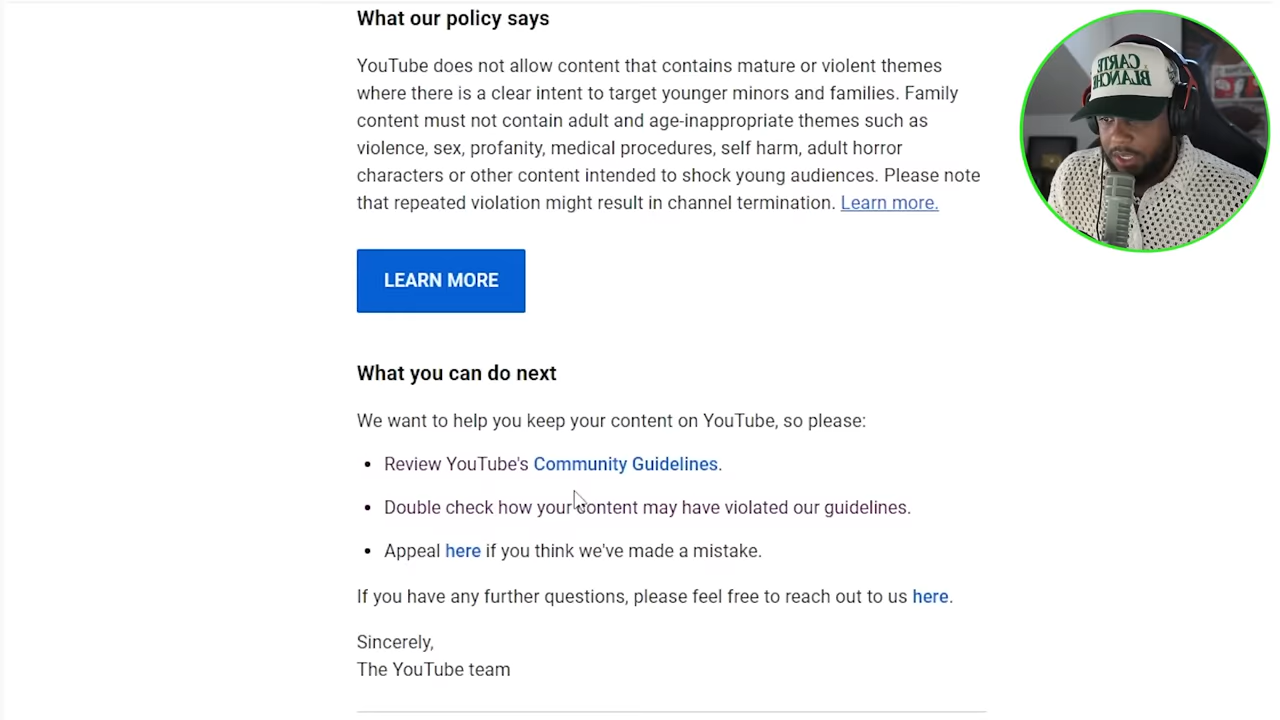 What our policy says
YouTube does not allow content that contains mature or violent themes
where there is a clear intent to target younger minors and families. Family
content must not contain adult and age-inappropriate themes such as
violence, sex, profanity, medical procedures, self harm, adult horror
characters or other content intended to shock young audiences. Please note
that repeated violation might result in channel termination. Learn more.
CARTE
BLANCHE
LEARN MORE
What you can do next
We want to help you keep your content on YouTube, so please:
• Review YouTube's Community Guidelines.
• Double check how your content may have violated our guidelines.
• Appeal here if you think we've made a mistake.
If you have any further questions, please feel free to reach out to us here.
Sincerely,
The YouTube team